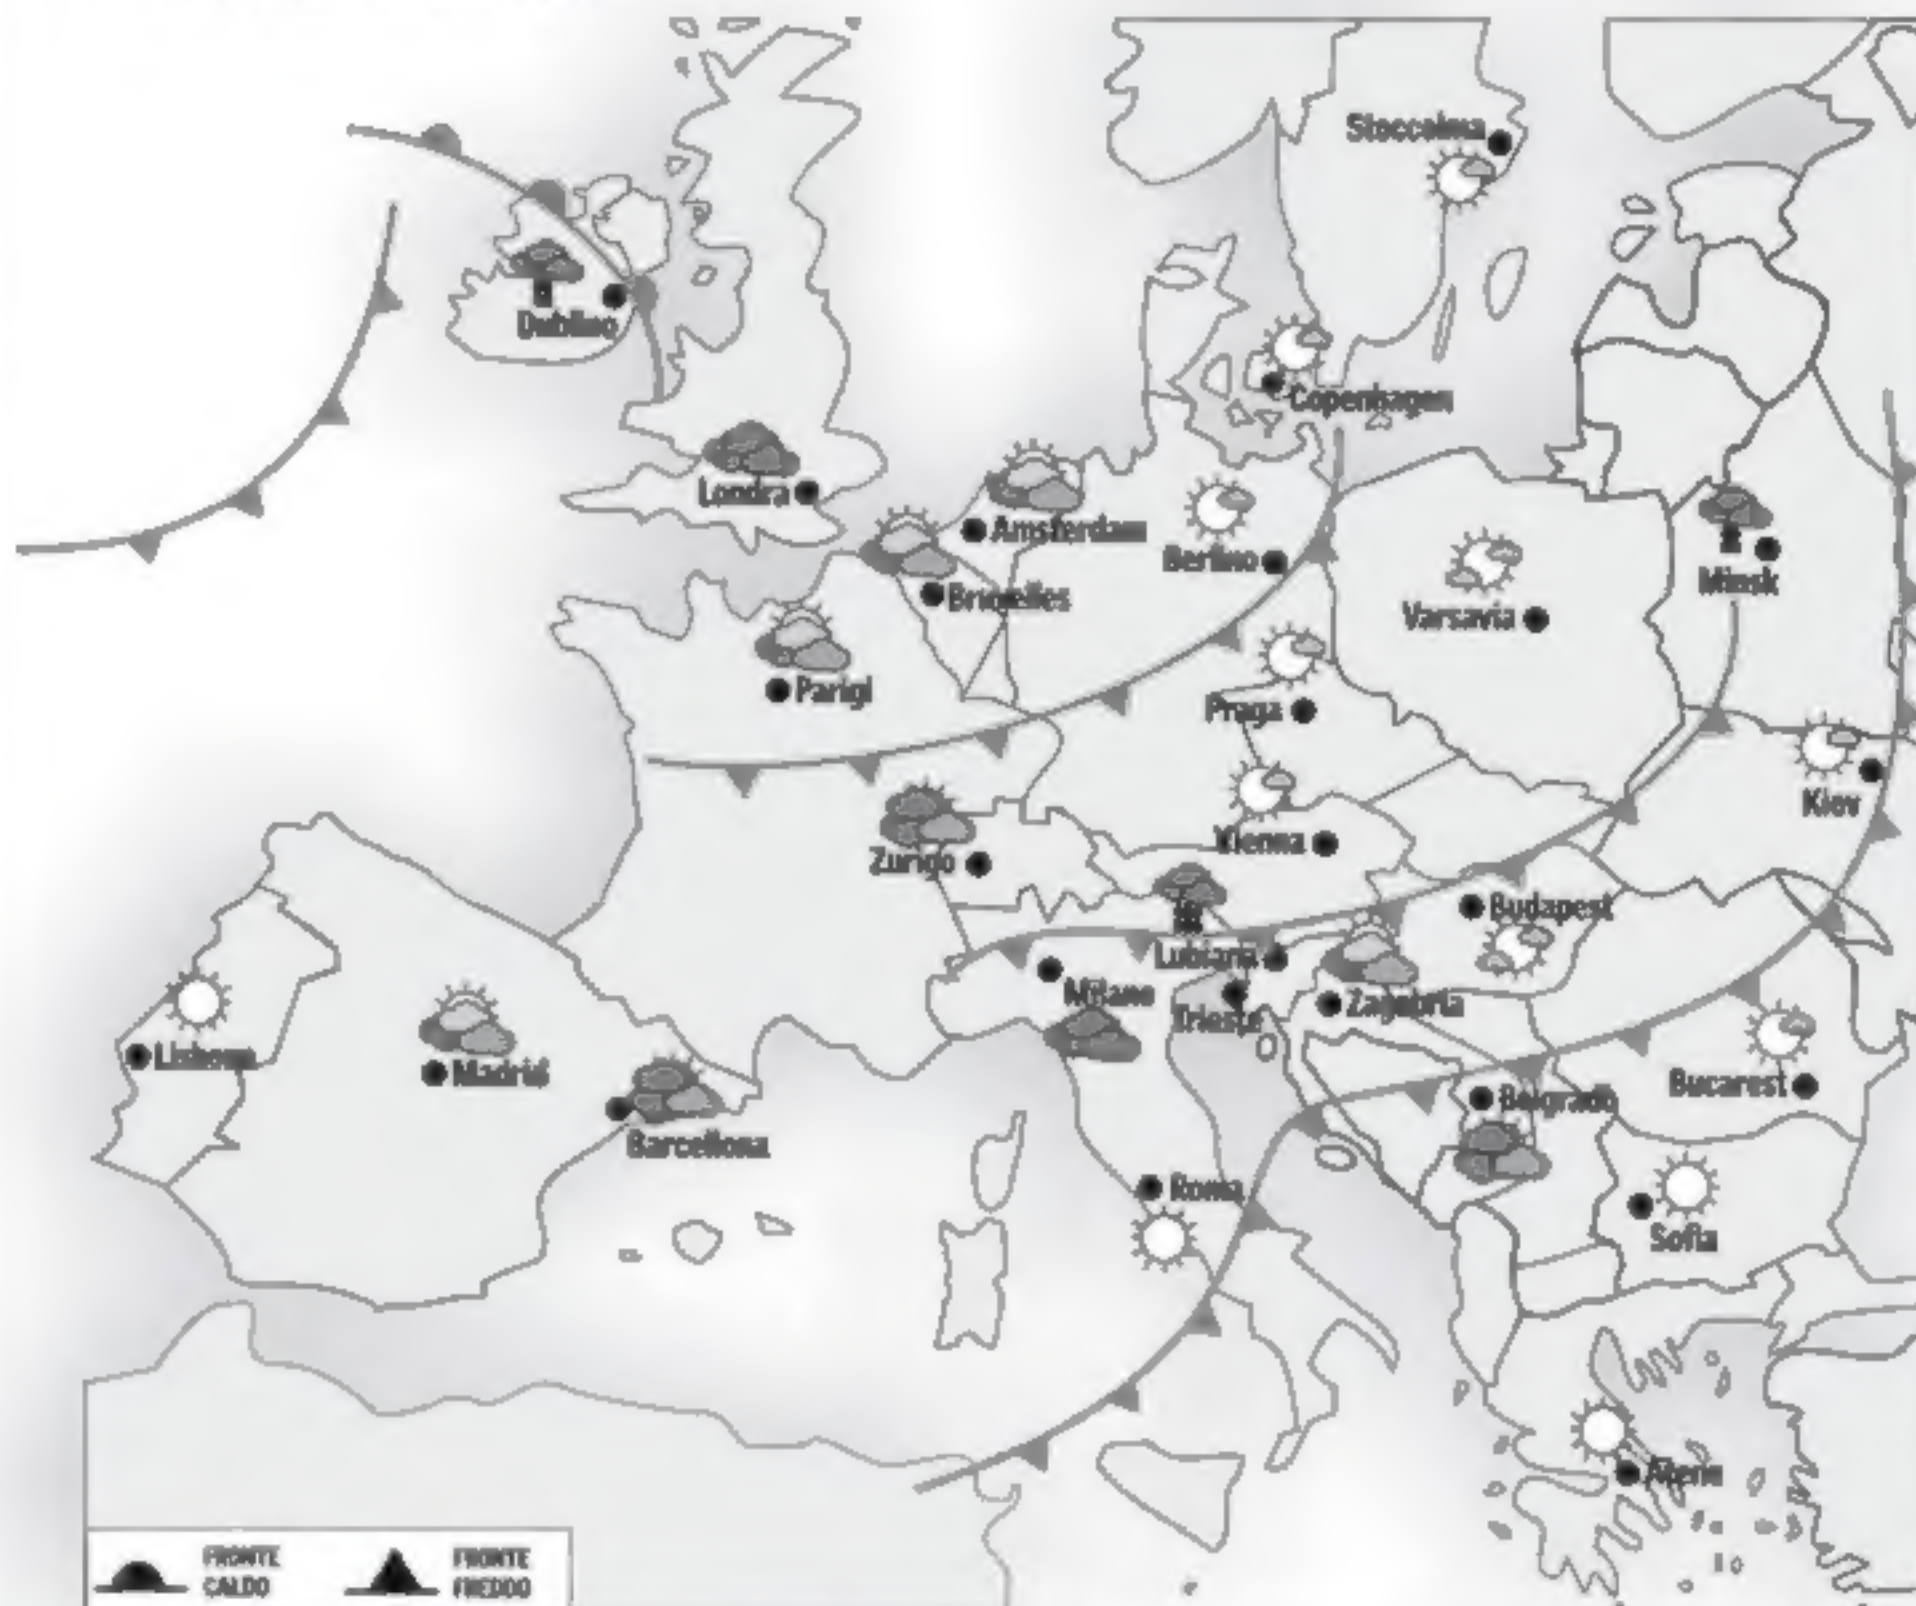 Stoccolma
Dublino
Copenhagen
Londra
Amsterdam
Berlino
Minsk
Bruxelles
Varsavia
Parigi
Praga
Kiev
Vienna
Zurigo
Budapest
Lubiana
Milano
Zagabria
Trieste
Lisbona
Madrid
Bucarest
Belgrado
Barcellona
Roma
Sofia
Atene
FRONTE
CALDO
FRONTE
FREDDO